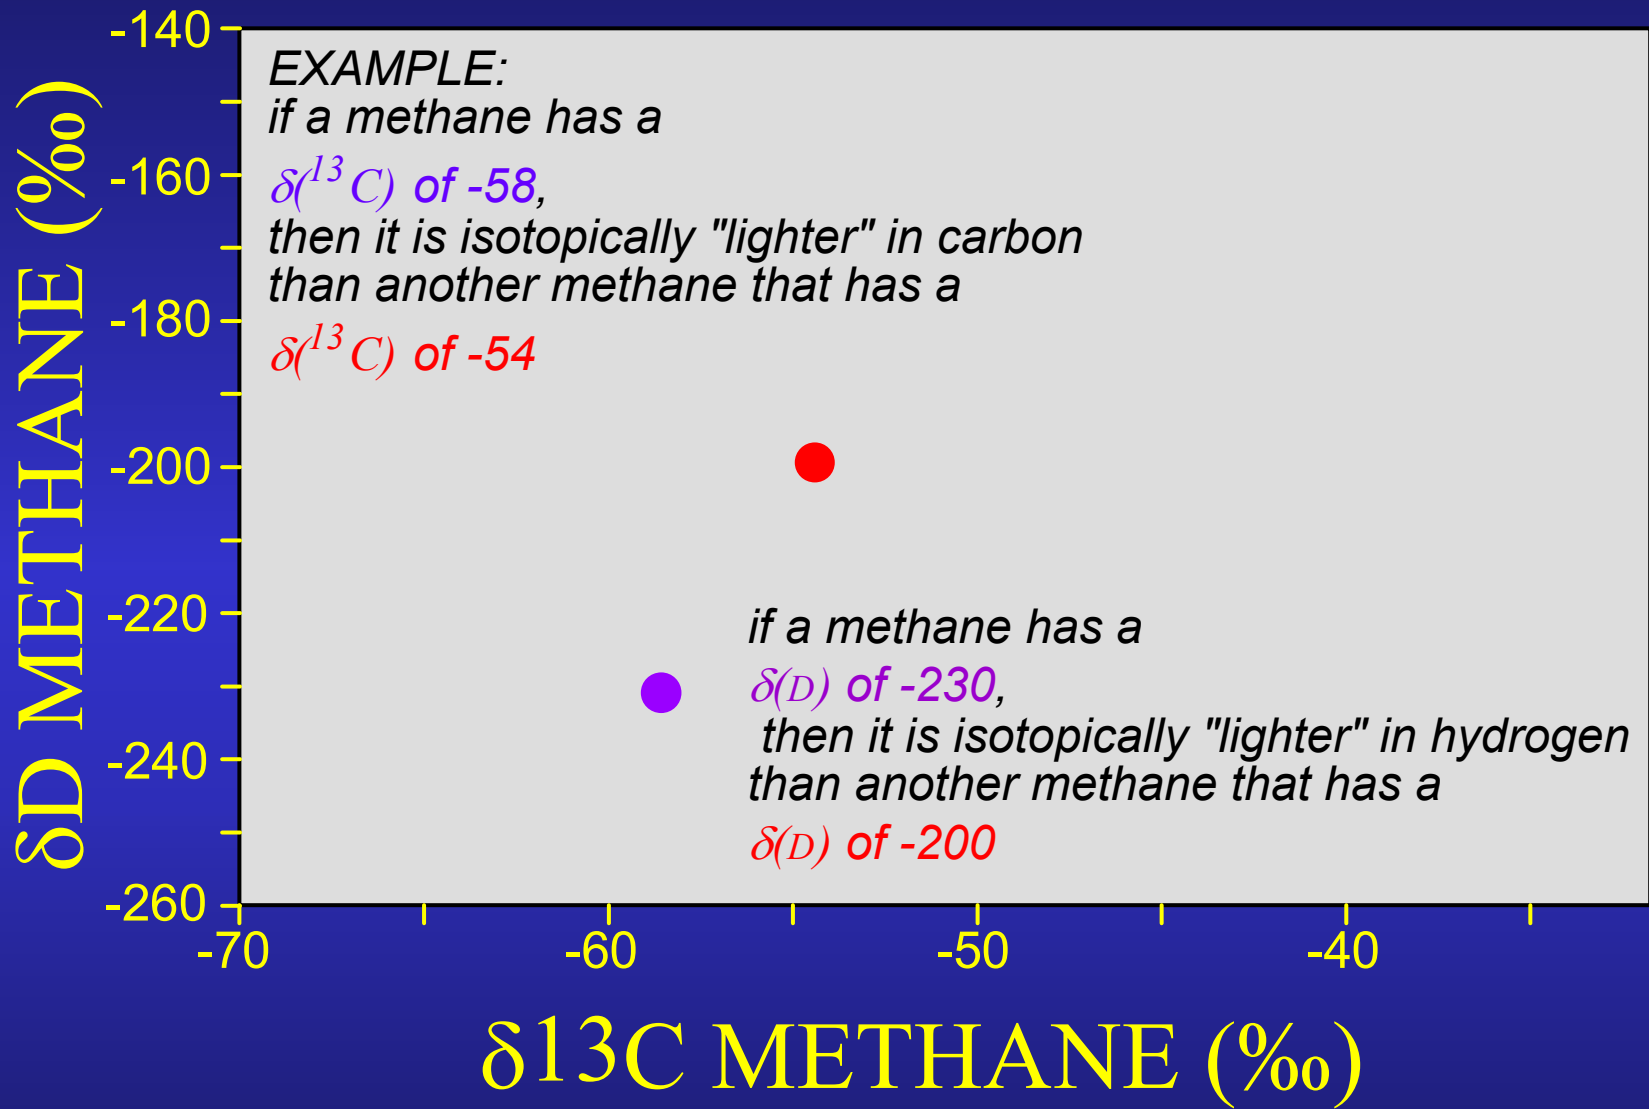 δD METHANE (‰)
-140
-160
-180
-200
-220
-240
-260
EXAMPLE:
if a methane has a
δ(¹³C) of -58,
then it is isotopically "lighter" in carbon
than another methane that has a
δ(¹³C) of -54
if a methane has a
δ(D) of -230,
then it is isotopically "lighter" in hydrogen
than another methane that has a
δ(D) of -200
-70
-60
-50
-40
δ13C METHANE (‰)